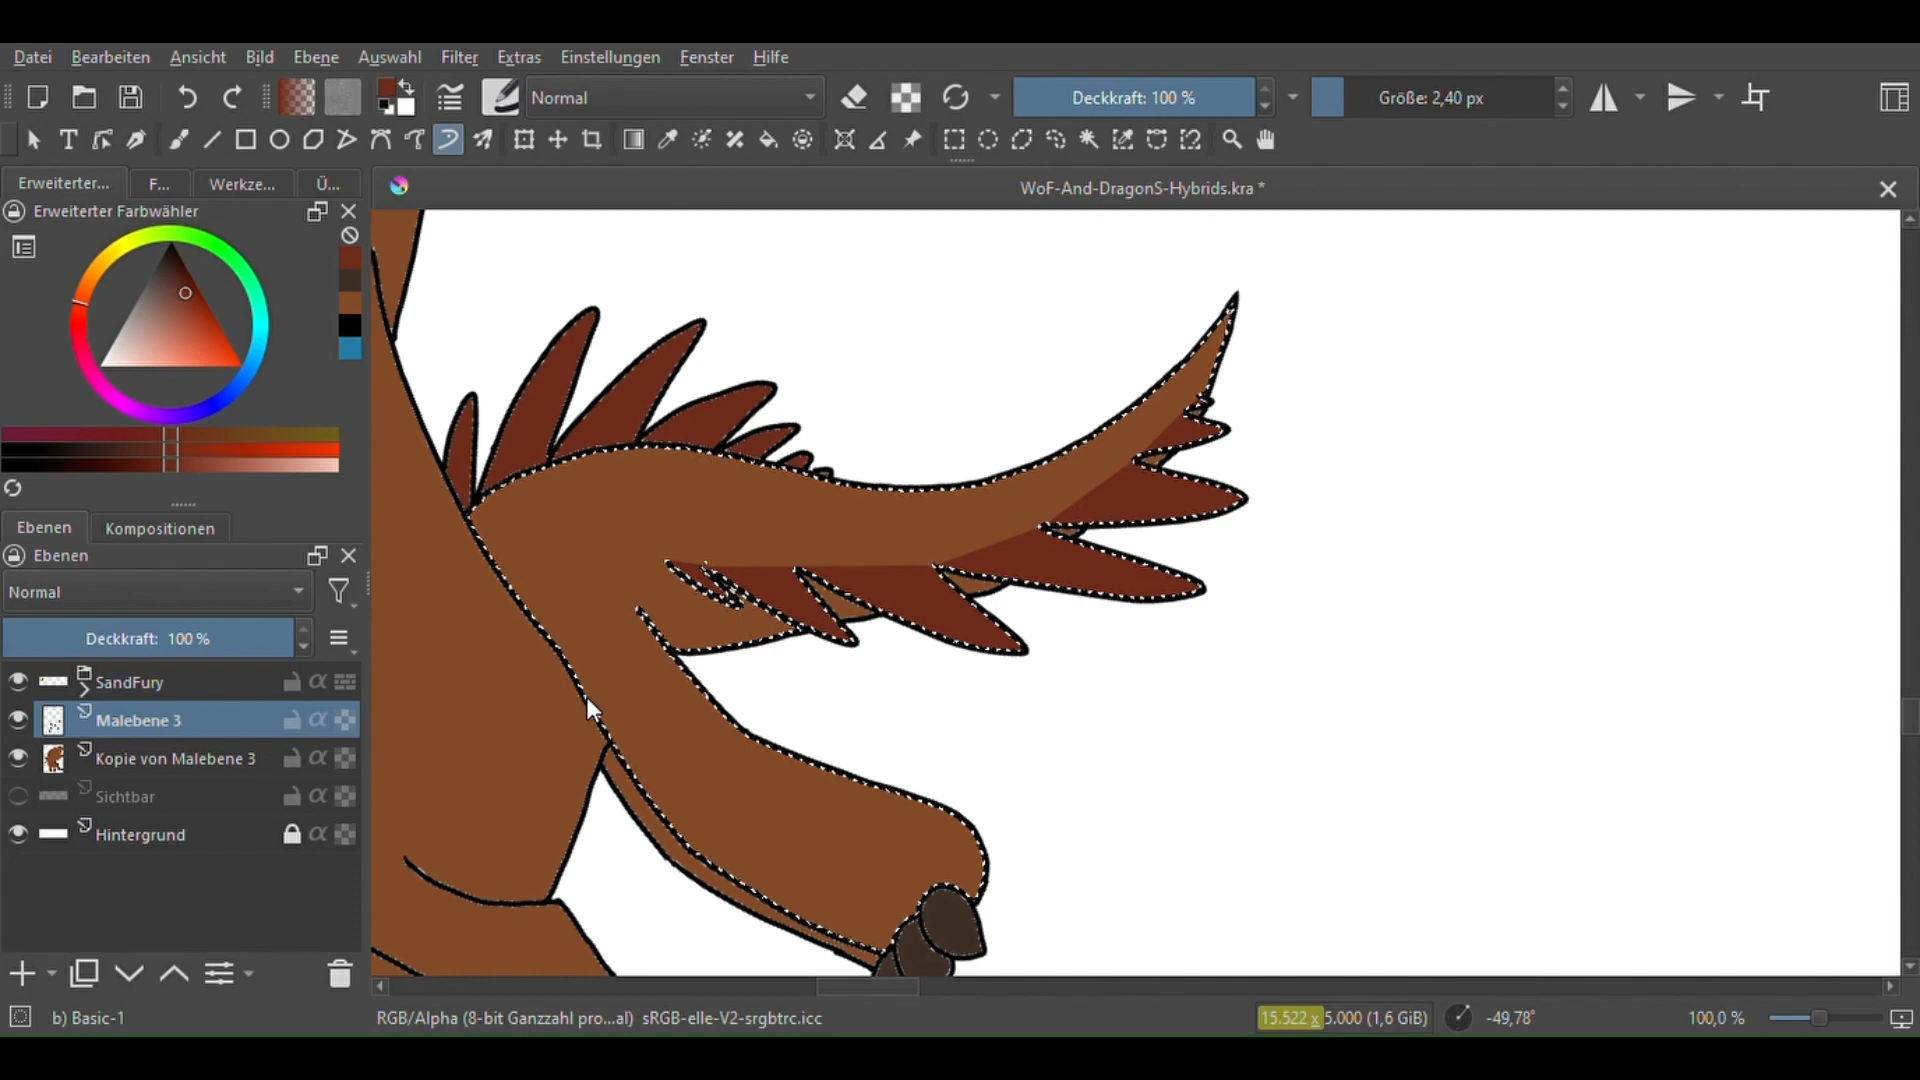 Datei Bearbeiten Ansicht Bild Ebene Auswahl Filter Extras Einstellungen Fenster Hilfe
Normal Deckkraft: 100 % Größe: 2,40 px
Erweiterter... F... Werkze... Ü...
WoF-And-DragonS-Hybrids.kra *
Erweiterter Farbwähler
Ebenen Kompositionen
Ebenen
Normal
Deckkraft: 100 %
SandFury
Malebene 3
Kopie von Malebene 3
Sichtbar
Hintergrund
b) Basic-1 RGB/Alpha (8-bit Ganzzahl pro...al) sRGB-elle-V2-srgbtrc.icc 15.522 x 5.000 (1,6 GiB) -49,78° 100,0 %